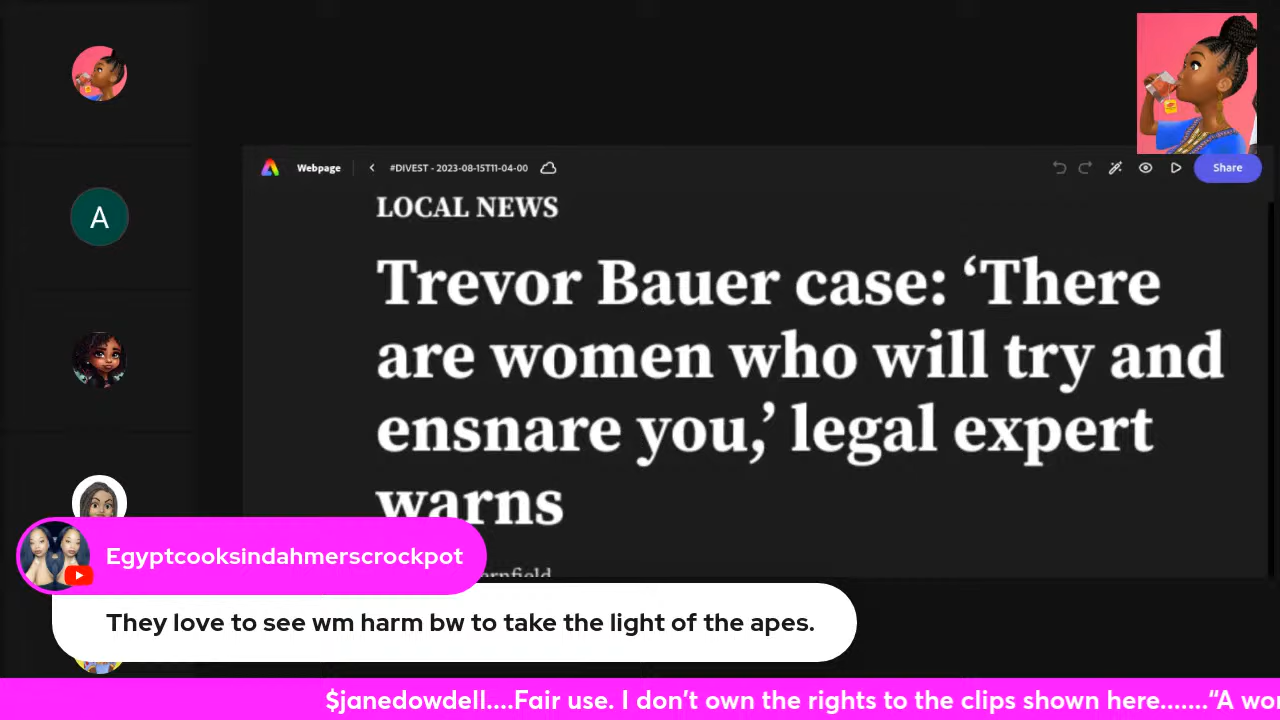 A
Webpage
#DIVEST - 2023-08-15T11-04-00
Share
LOCAL NEWS
Trevor Bauer case: ‘There
are women who will try and
ensnare you,’ legal expert
warns
Egyptcooksindahmerscrockpot
They love to see wm harm bw to take the light of the apes.
$janedowdell....Fair use. I don’t own the rights to the clips shown here.......“A